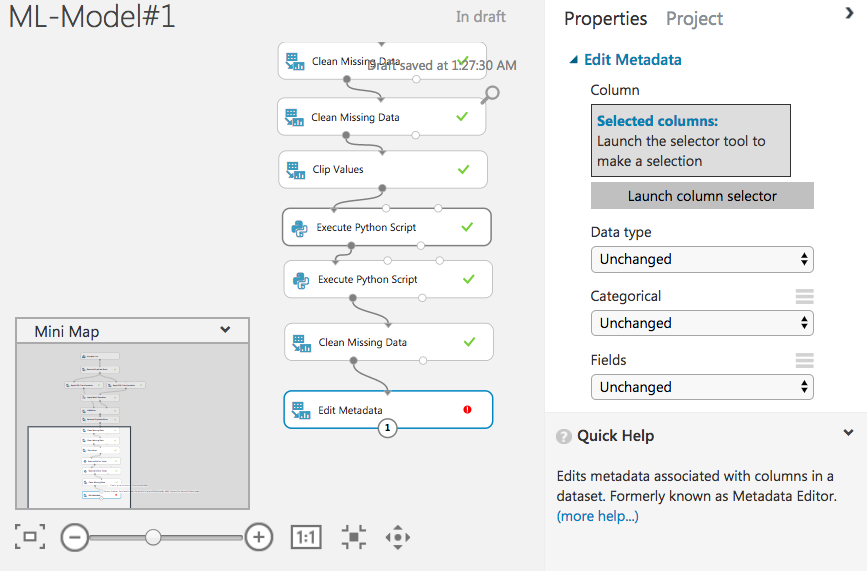 ML-Model#1
In draft
Draft saved at 1:27:30 AM
Clean Missing Data
Clean Missing Data
Clip Values
Execute Python Script
Execute Python Script
Clean Missing Data
Edit Metadata
1
Mini Map
1:1
Properties Project
Edit Metadata
Column
Selected columns:
Launch the selector tool to
make a selection
Launch column selector
Data type
Unchanged
Categorical
Unchanged
Fields
Unchanged
Quick Help
Edits metadata associated with columns in a
dataset. Formerly known as Metadata Editor.
(more help...)